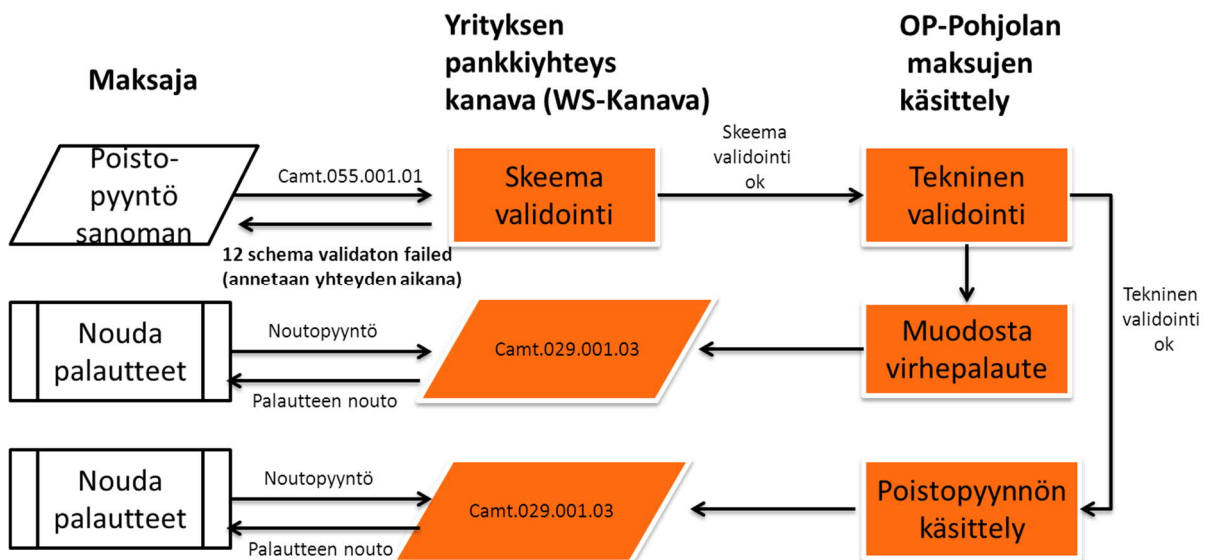 Maksaja
Yrityksen
pankkiyhteys
kanava (WS-Kanava)
OP-Pohjolan
maksujen
käsittely
Poisto-
pyyntö
sanoman
Camt.055.001.01
12 schema validaton failed
(annetaan yhteyden aikana)
Skeema
validointi
Skeema
validointi
ok
Tekninen
validointi
Tekninen
validointi
ok
Nouda
palautteet
Noutopyyntö
Palautteen nouto
Camt.029.001.03
Muodosta
virhepalaute
Nouda
palautteet
Noutopyyntö
Palautteen nouto
Camt.029.001.03
Poistopyynnön
käsittely